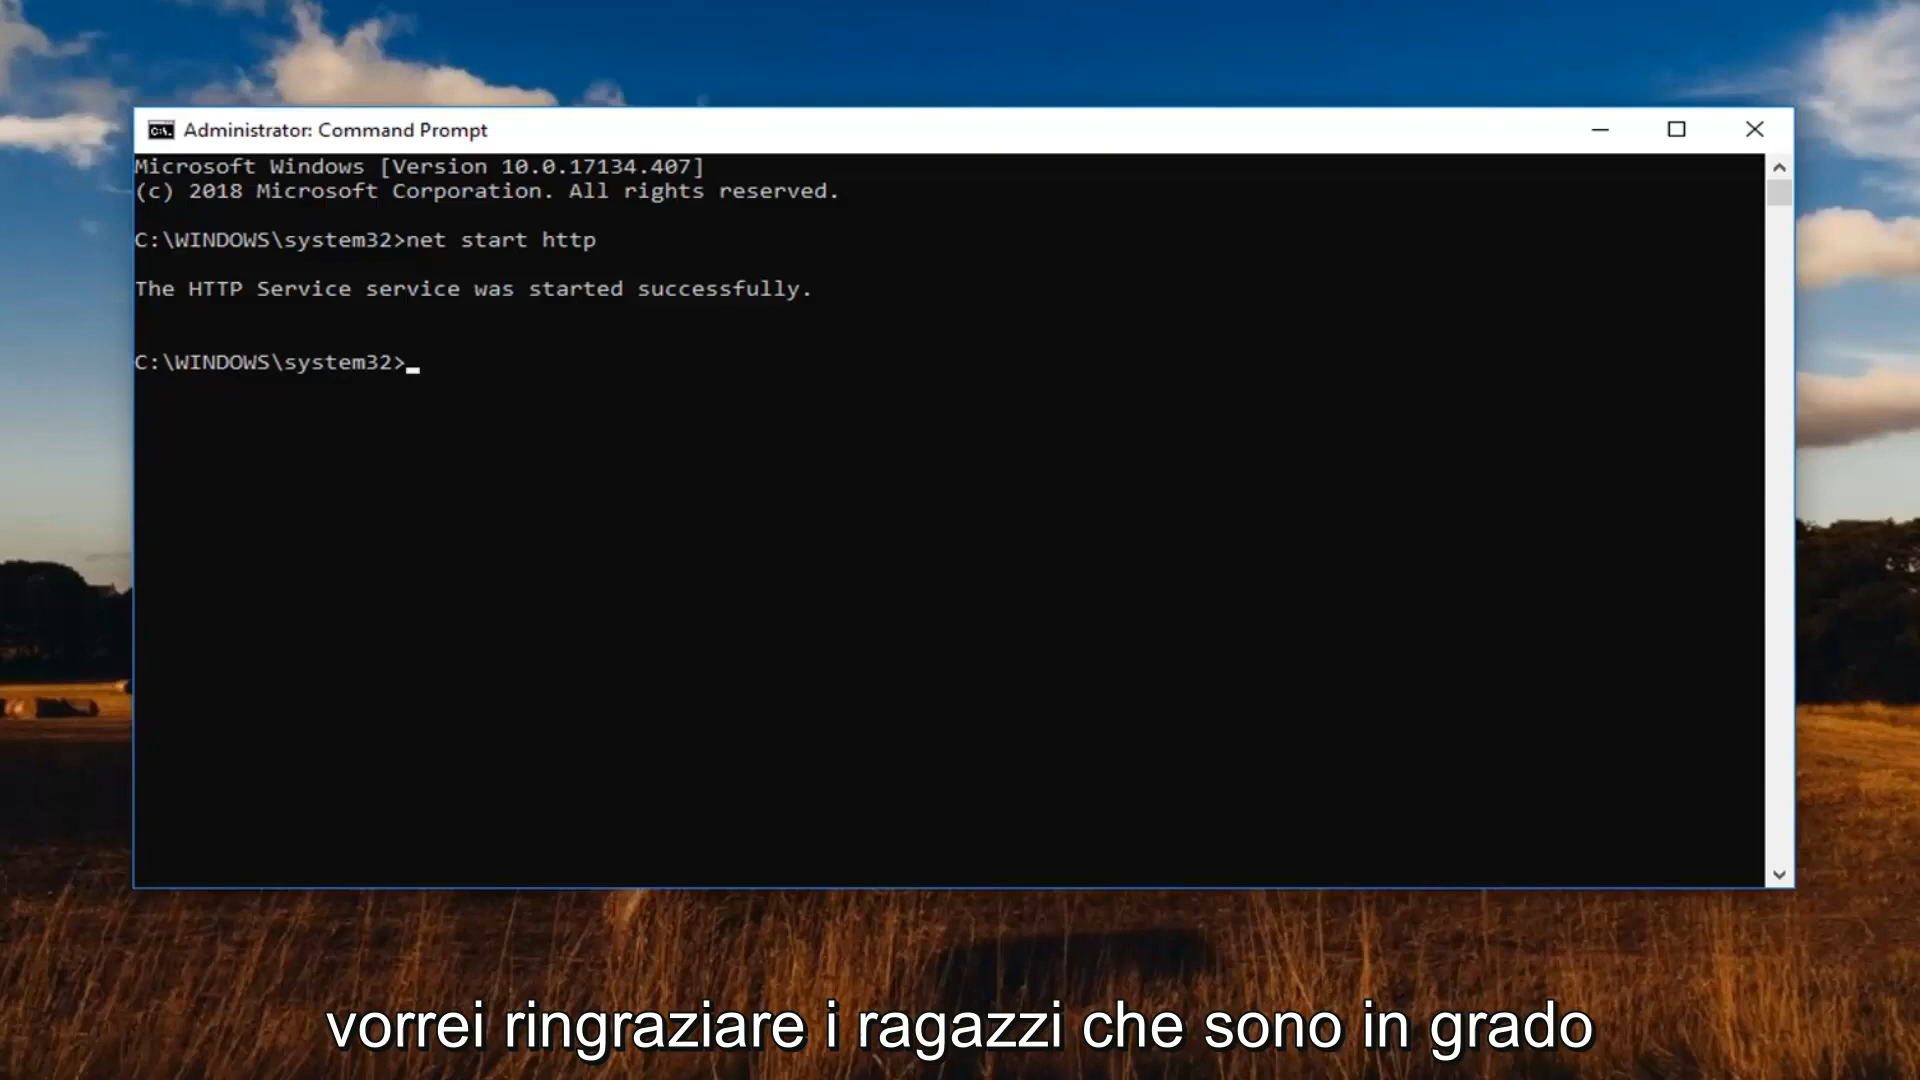 Administrator: Command Prompt
Microsoft Windows [Version 10.0.17134.407]
(c) 2018 Microsoft Corporation. All rights reserved.
C:\WINDOWS\system32>net start http
The HTTP Service service was started successfully.
C:\WINDOWS\system32>
vorrei ringraziare i ragazzi che sono in grado